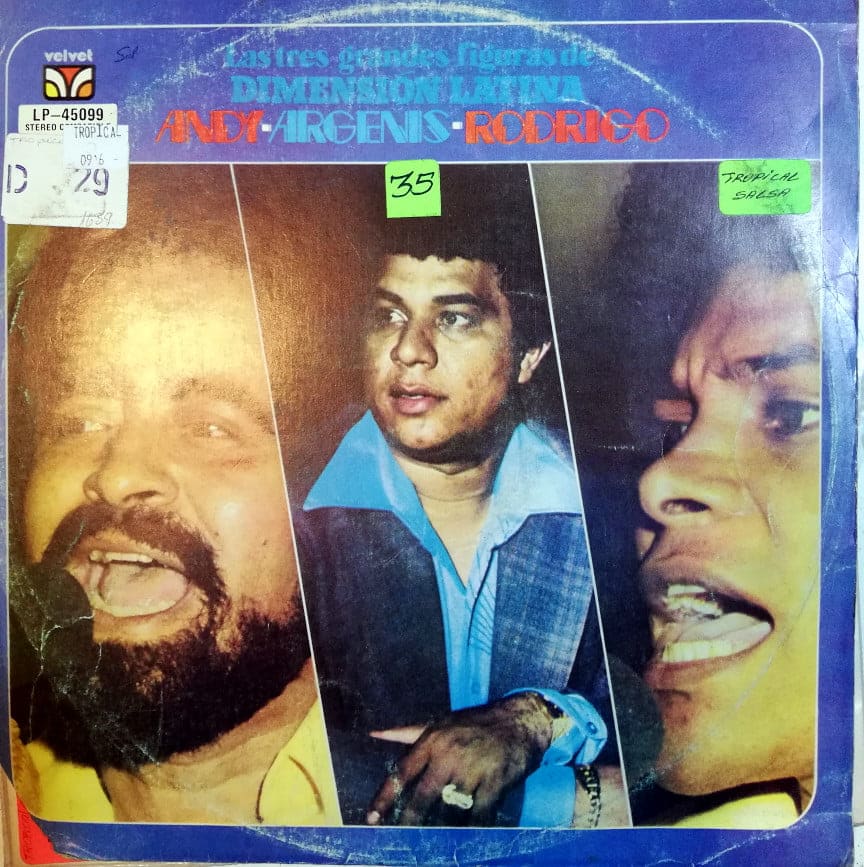 velvet
Las tres grandes figuras de
DIMENSION LATINA
ANDY-ARGENIS-RODRIGO
LP-45099
STEREO
TROPICAL
D 29
35
TROPICAL
SALSA